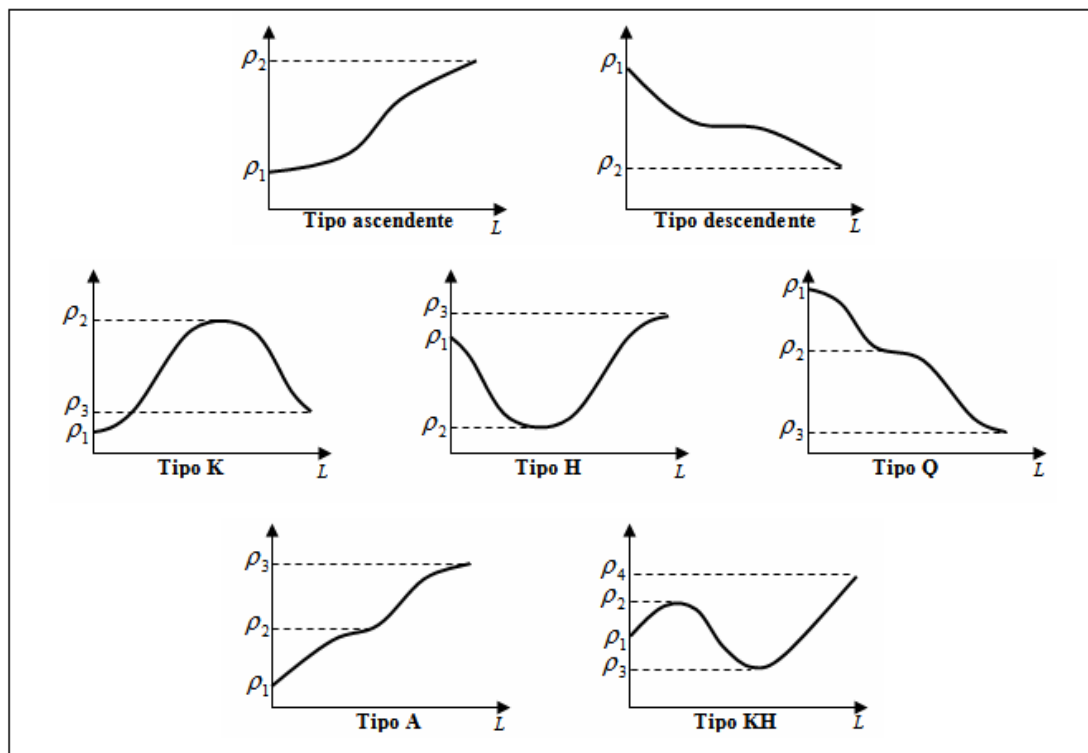 ρ2
ρ1
L
Tipo ascendente
ρ1
ρ2
L
Tipo descendente
ρ2
ρ3
ρ1
L
Tipo K
ρ3
ρ1
ρ2
L
Tipo H
ρ1
ρ2
ρ3
L
Tipo Q
ρ3
ρ2
ρ1
L
Tipo A
ρ4
ρ2
ρ1
ρ3
L
Tipo KH